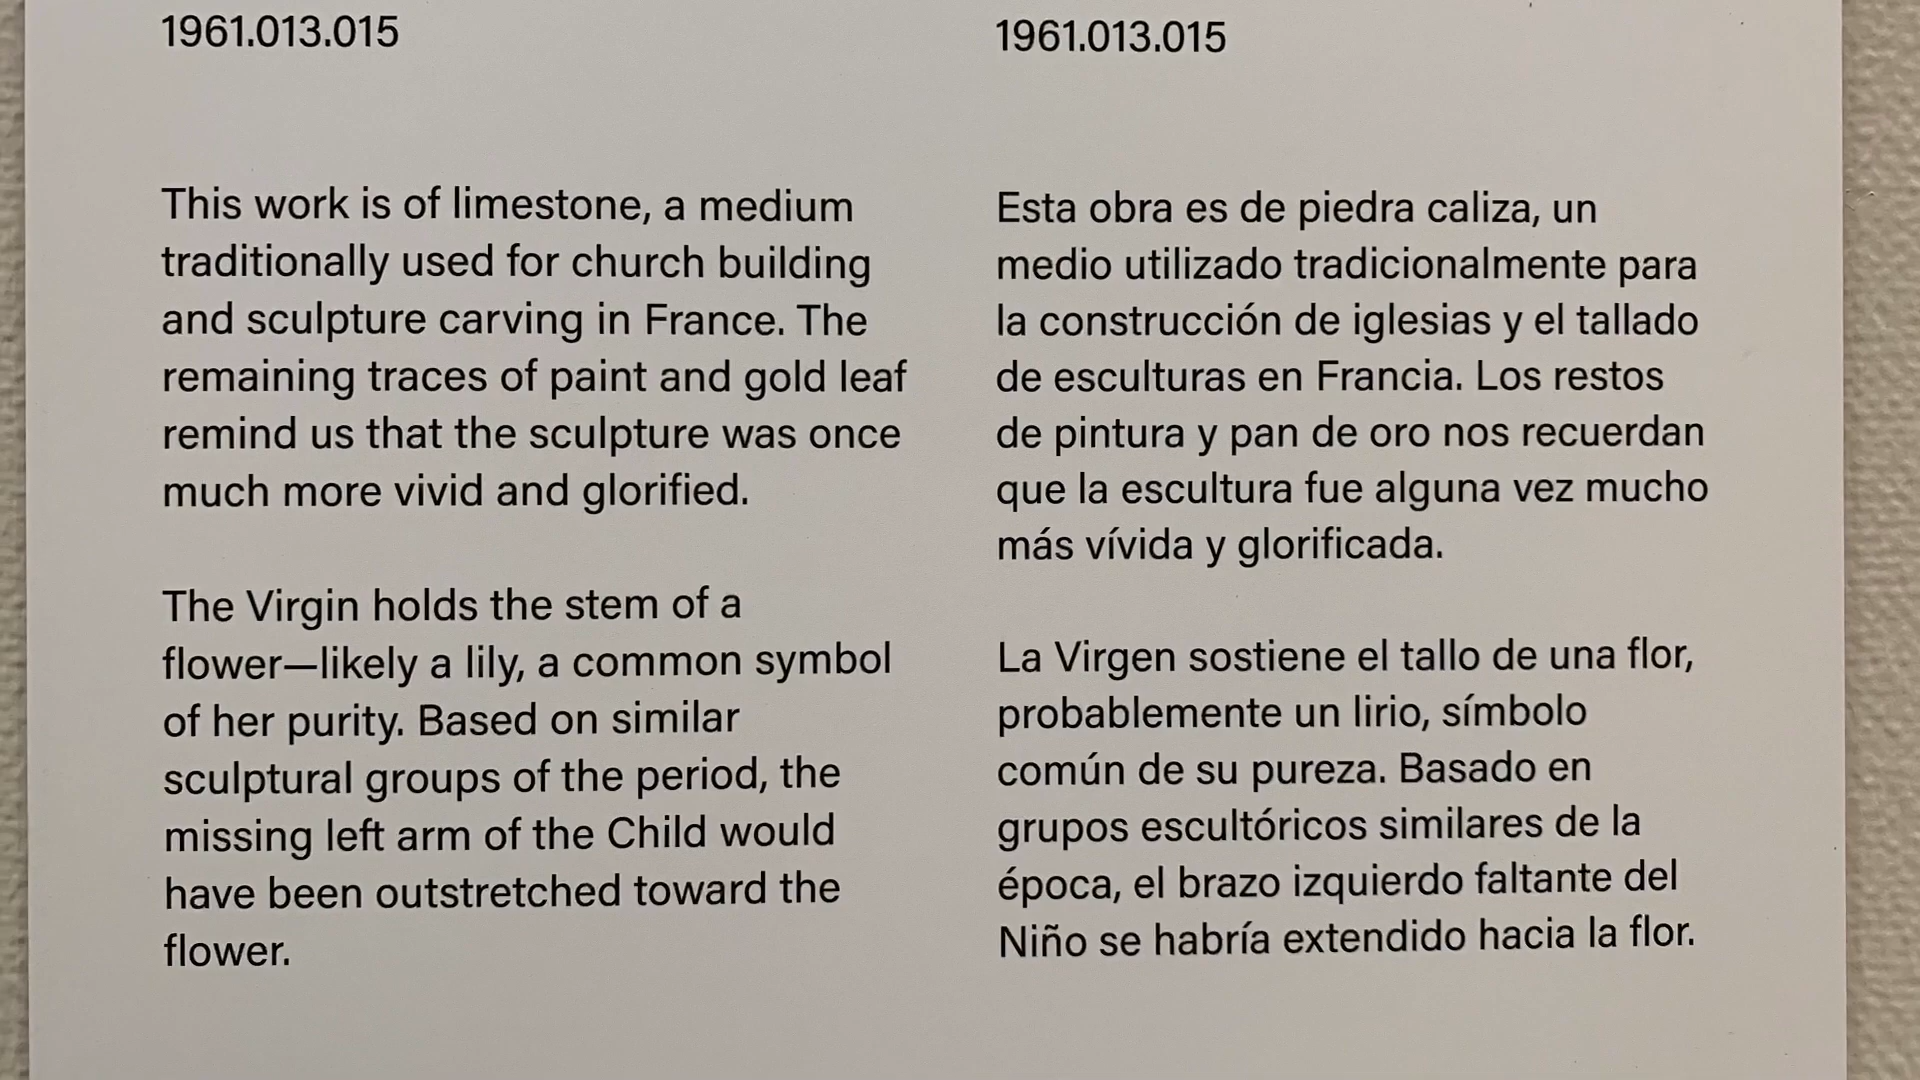 1961.013.015
This work is of limestone, a medium
traditionally used for church building
and sculpture carving in France. The
remaining traces of paint and gold leaf
remind us that the sculpture was once
much more vivid and glorified.
The Virgin holds the stem of a
flower—likely a lily, a common symbol
of her purity. Based on similar
sculptural groups of the period, the
missing left arm of the Child would
have been outstretched toward the
flower.
1961.013.015
Esta obra es de piedra caliza, un
medio utilizado tradicionalmente para
la construcción de iglesias y el tallado
de esculturas en Francia. Los restos
de pintura y pan de oro nos recuerdan
que la escultura fue alguna vez mucho
más vívida y glorificada.
La Virgen sostiene el tallo de una flor,
probablemente un lirio, símbolo
común de su pureza. Basado en
grupos escultóricos similares de la
época, el brazo izquierdo faltante del
Niño se habría extendido hacia la flor.